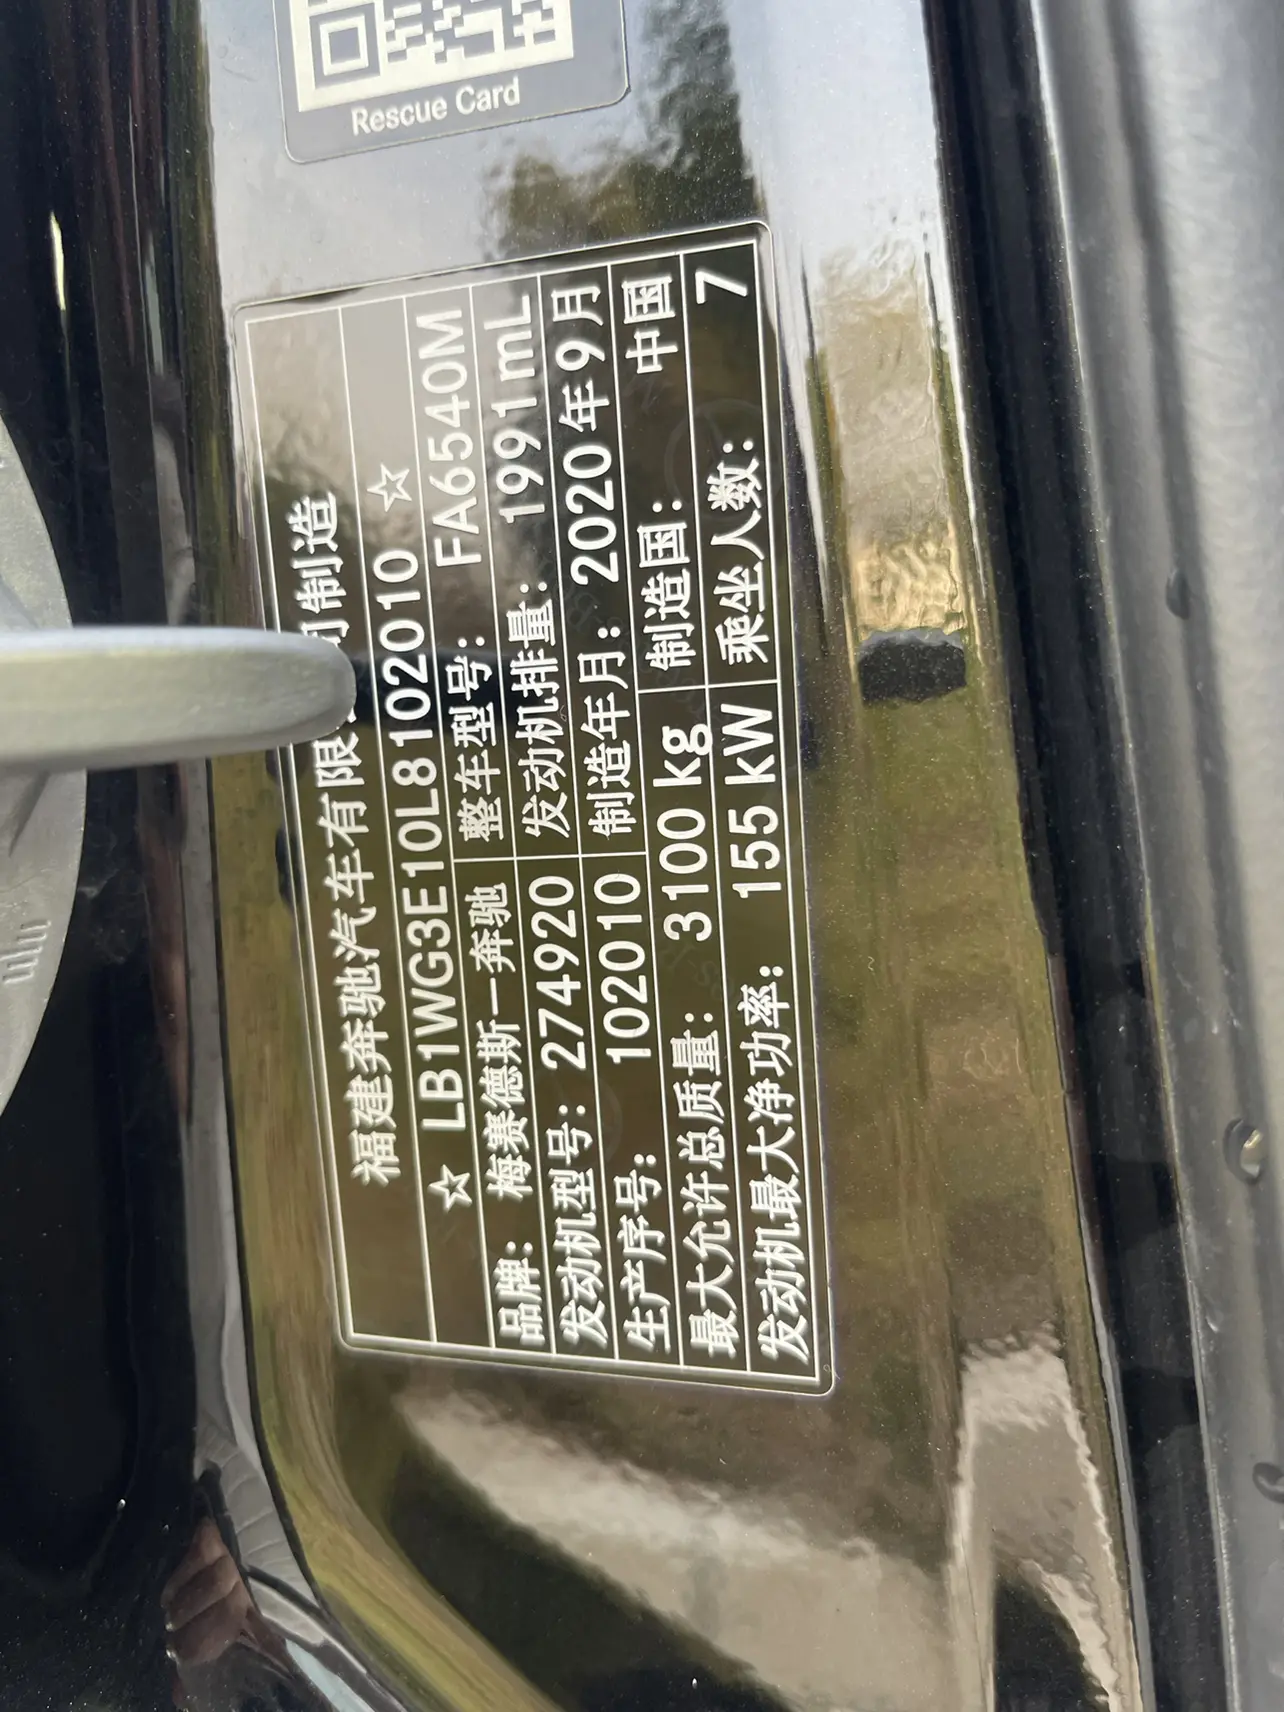 Rescue Card
福建奔驰汽车有限 司制造
☆ LB1WG3E10L8102010 ☆
品牌: 梅赛德斯一奔驰 整车型号: FA6540M
发动机型号: 274920 发动机排量: 1991mL
生产序号: 102010 制造年月: 2020年9月
最大允许总质量: 3100 kg 制造国: 中国
发动机最大净功率: 155 kW 乘坐人数: 7